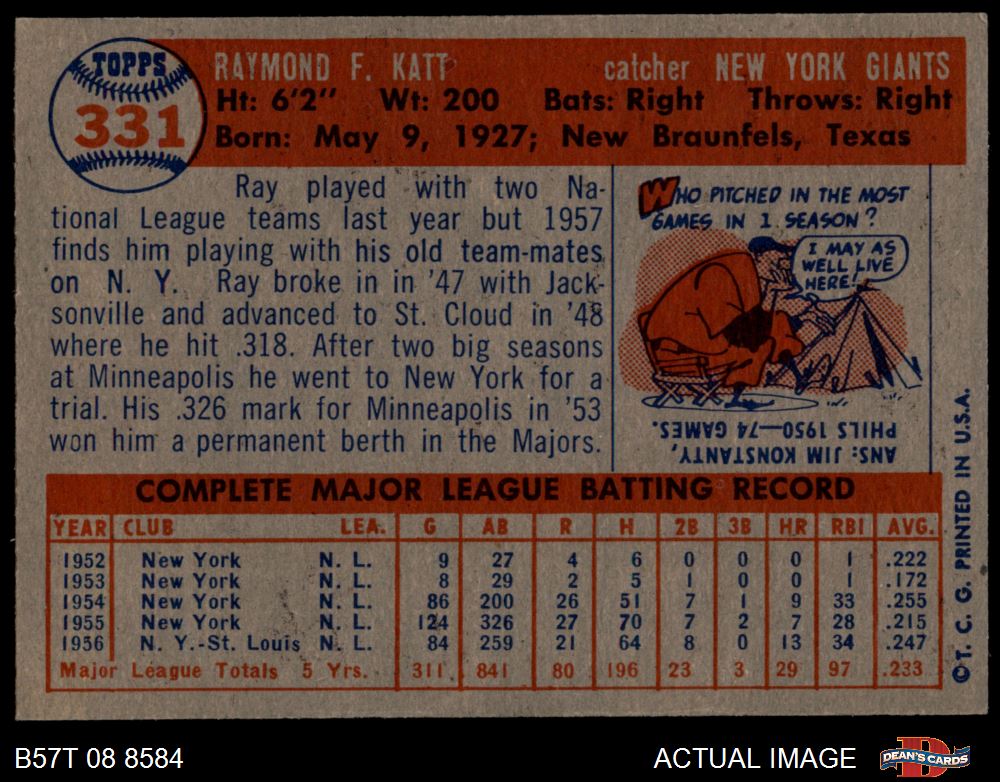 TOPPS
331
RAYMOND F. KATT catcher NEW YORK GIANTS
Ht: 6'2" Wt: 200 Bats: Right Throws: Right
Born: May 9, 1927; New Braunfels, Texas
Ray played with two Na-
tional League teams last year but 1957
finds him playing with his old team-mates
on N. Y. Ray broke in in '47 with Jack-
sonville and advanced to St. Cloud in '48
where he hit .318. After two big seasons
at Minneapolis he went to New York for a
trial. His .326 mark for Minneapolis in '53
won him a permanent berth in the Majors.
WHO PITCHED IN THE MOST
GAMES IN 1 SEASON?
I MAY AS
WELL LIVE
HERE!
ANS: JIM KONSTANTY,
PHILS 1950—74 GAMES.
COMPLETE MAJOR LEAGUE BATTING RECORD
YEAR CLUB LEA. G AB R H 2B 3B HR RBI AVG.
1952 New York N. L. 9 27 4 6 0 0 0 1 .222
1953 New York N. L. 8 29 2 5 1 0 0 1 .172
1954 New York N. L. 86 200 26 51 7 1 9 33 .255
1955 New York N. L. 124 326 27 70 7 2 7 28 .215
1956 N. Y.-St. Louis N. L. 84 259 21 64 8 0 13 34 .247
Major League Totals 5 Yrs. 311 841 80 196 23 3 29 97 .233
©T. C. G. PRINTED IN U.S.A.
B57T 08 8584 ACTUAL IMAGE DEAN'S CARDS